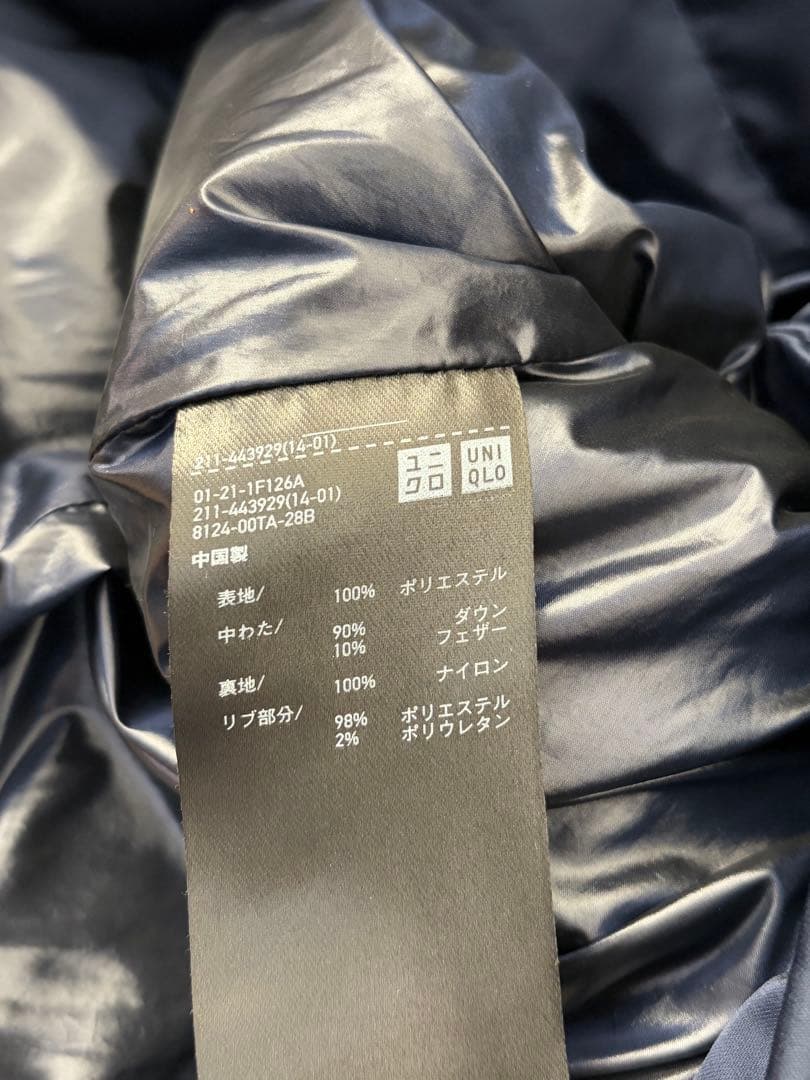 211-443929(14-01)
ユニクロ UNIQLO
01-21-1F126A
211-443929(14-01)
8124-00TA-28B
中国製
表地/ 100% ポリエステル
中わた/ 90% ダウン
10% フェザー
裏地/ 100% ナイロン
リブ部分/ 98% ポリエステル
2% ポリウレタン